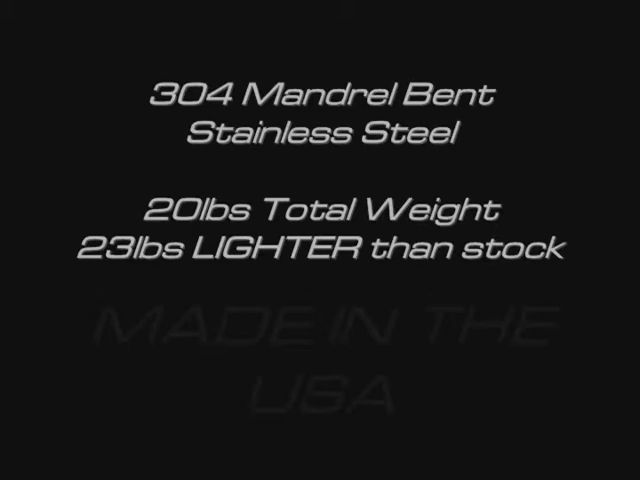 304 Mandrel Bent
Stainless Steel
20lbs Total Weight
23lbs LIGHTER than stock
MADE IN THE
USA